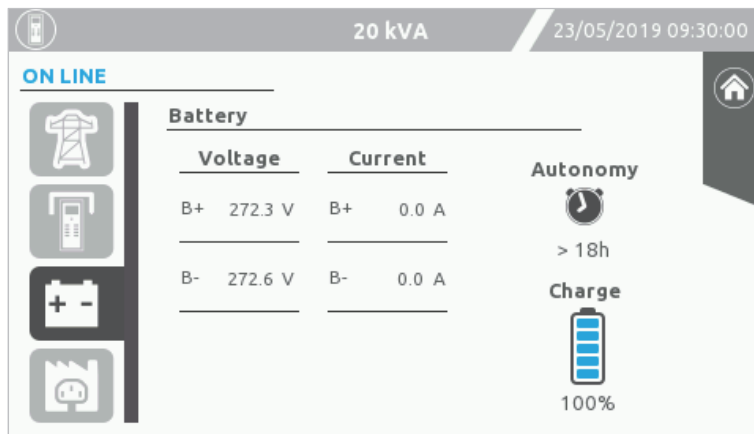 20 kVA
23/05/2019 09:30:00
ON LINE
Battery
Voltage Current
B+ 272.3 V B+ 0.0 A
B- 272.6 V B- 0.0 A
Autonomy
> 18h
Charge
100%